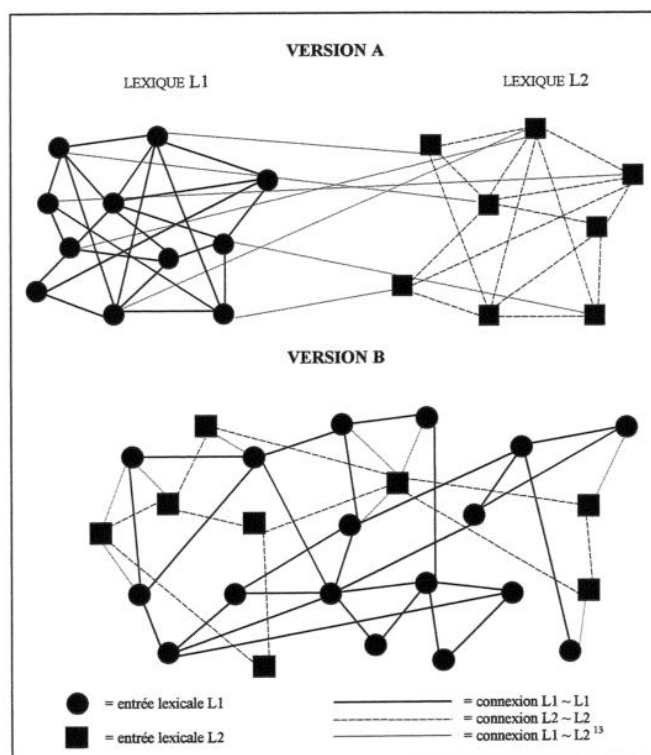 VERSION A
LEXIQUE L1
LEXIQUE L2
VERSION B
= entrée lexicale L1
= entrée lexicale L2
= connexion L1 ~ L1
= connexion L2 ~ L2
= connexion L1 ~ L2 ¹³